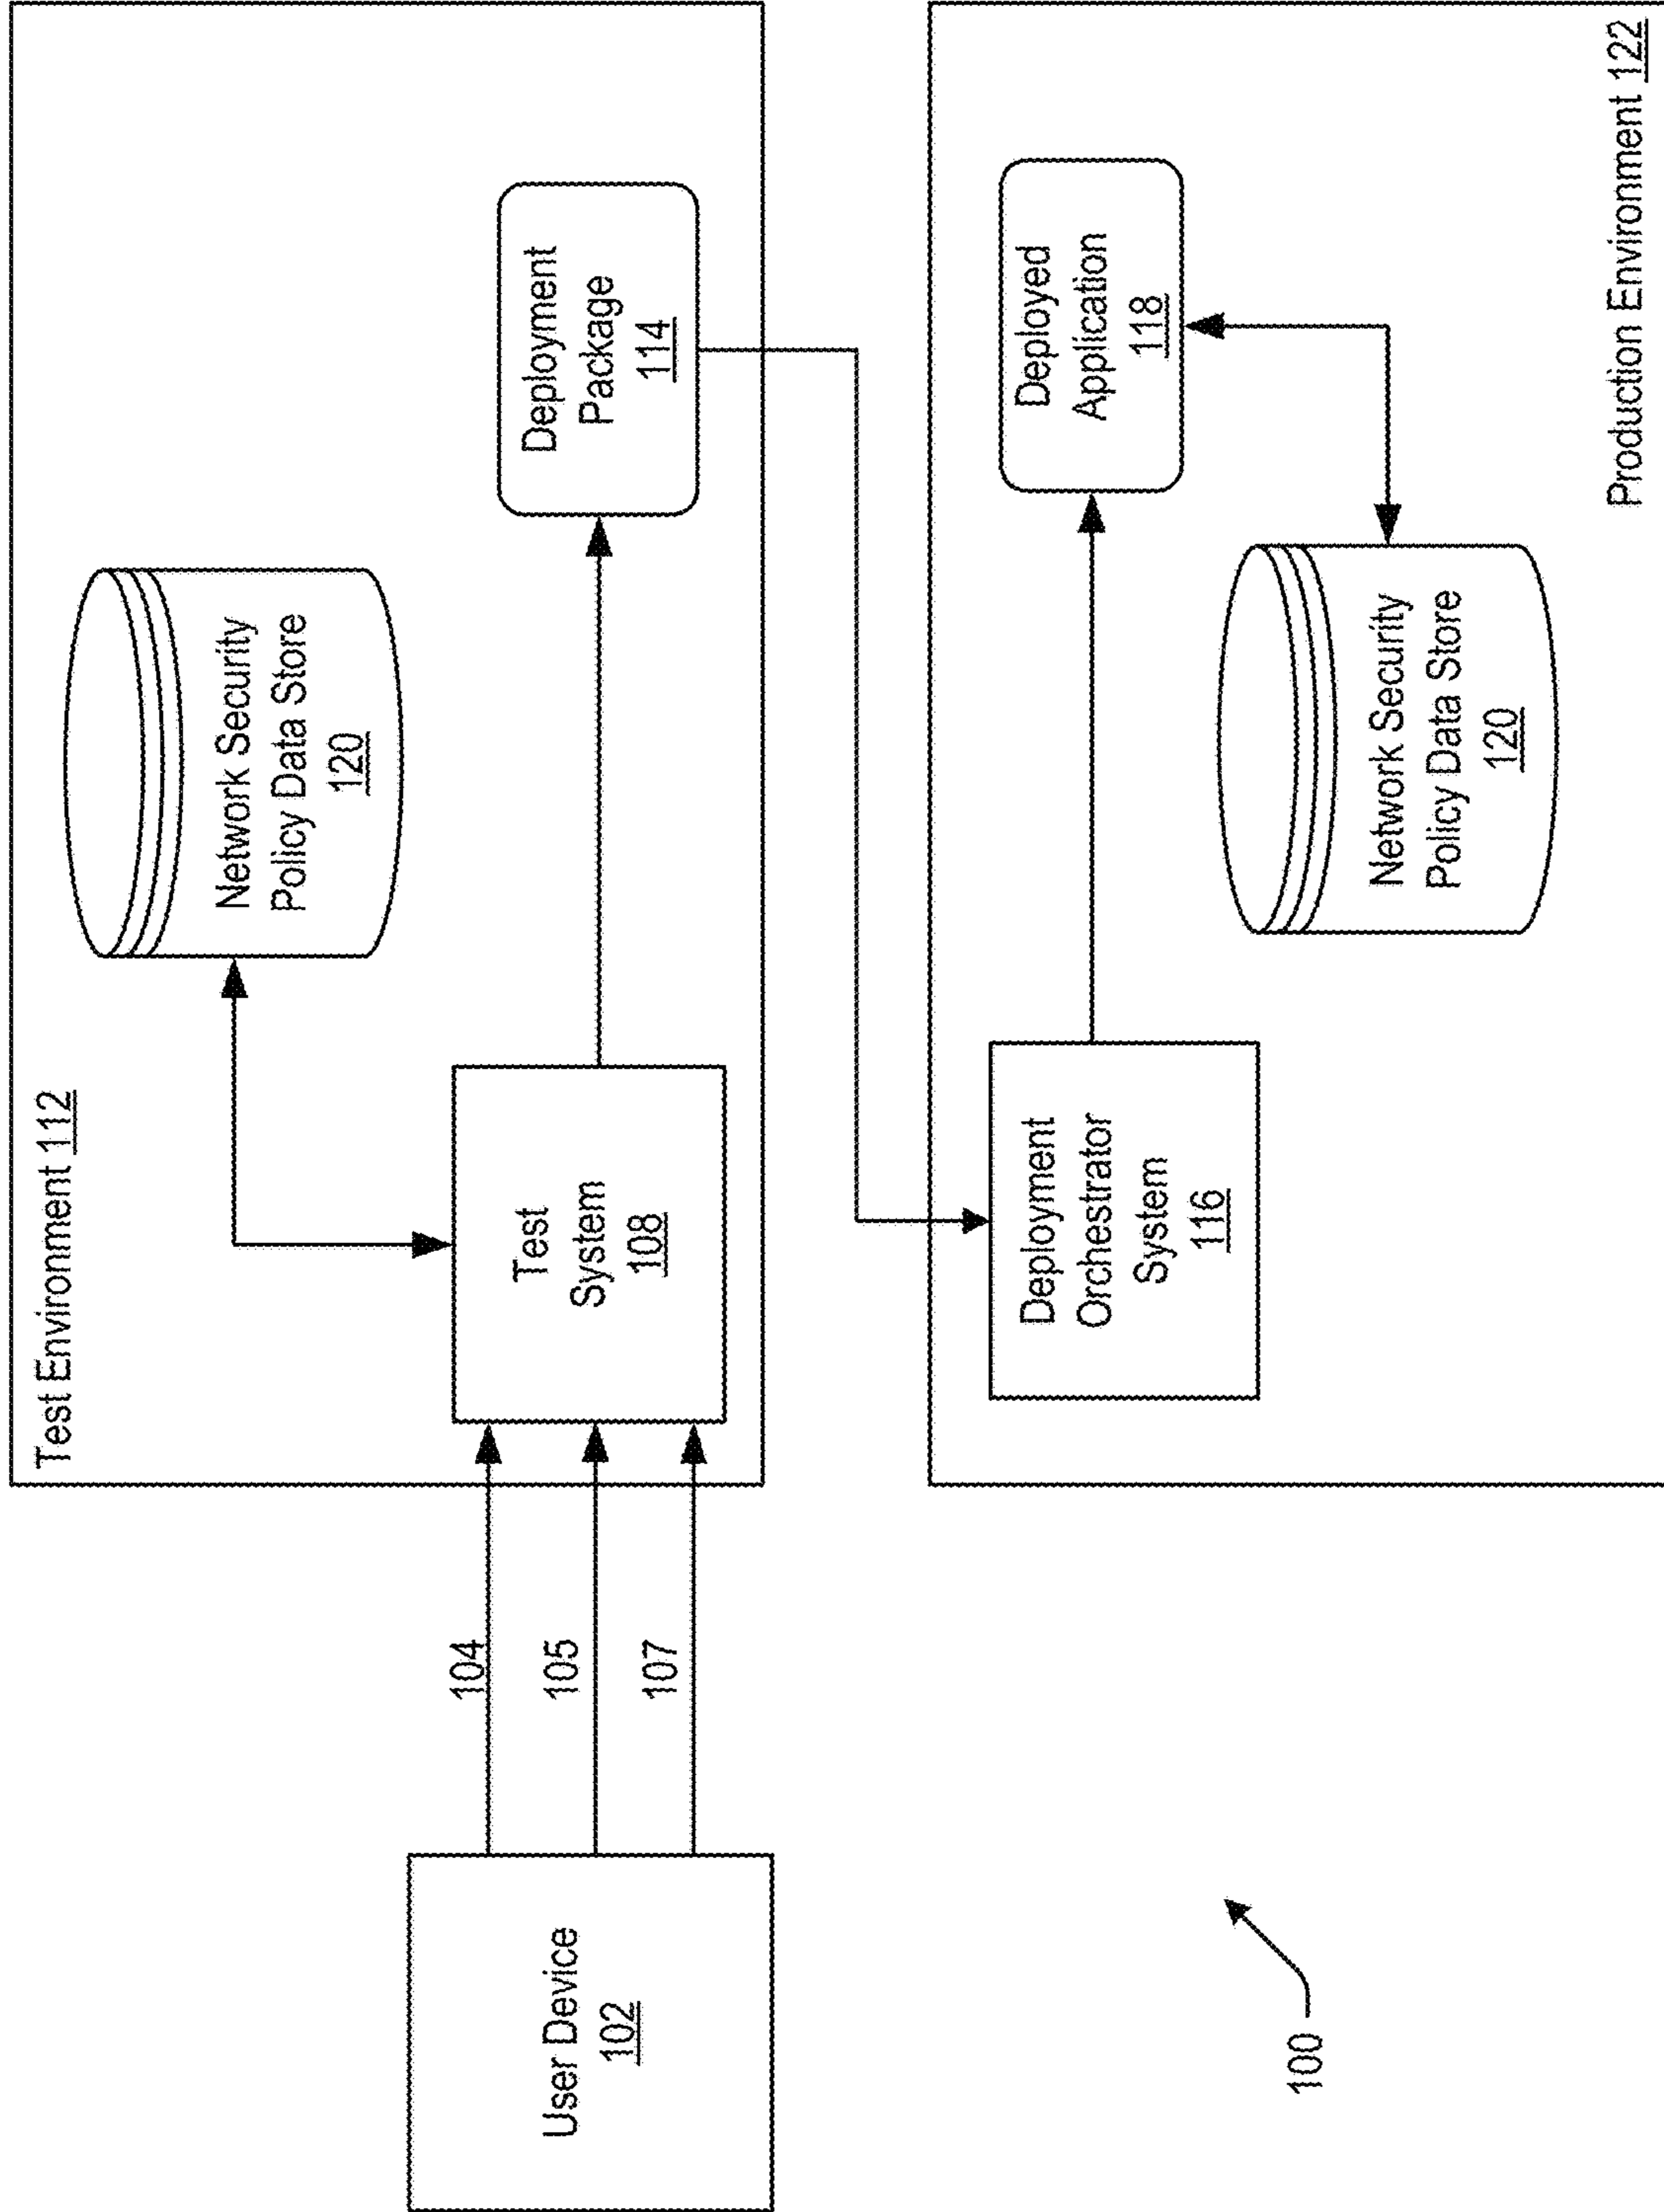 Test Environment 112
Network Security
Policy Data Store
120
User Device
102
104
105
107
Test
System
108
Deployment
Package
114
Deployment
Orchestrator
System
116
Deployed
Application
118
Network Security
Policy Data Store
120
Production Environment 122
100